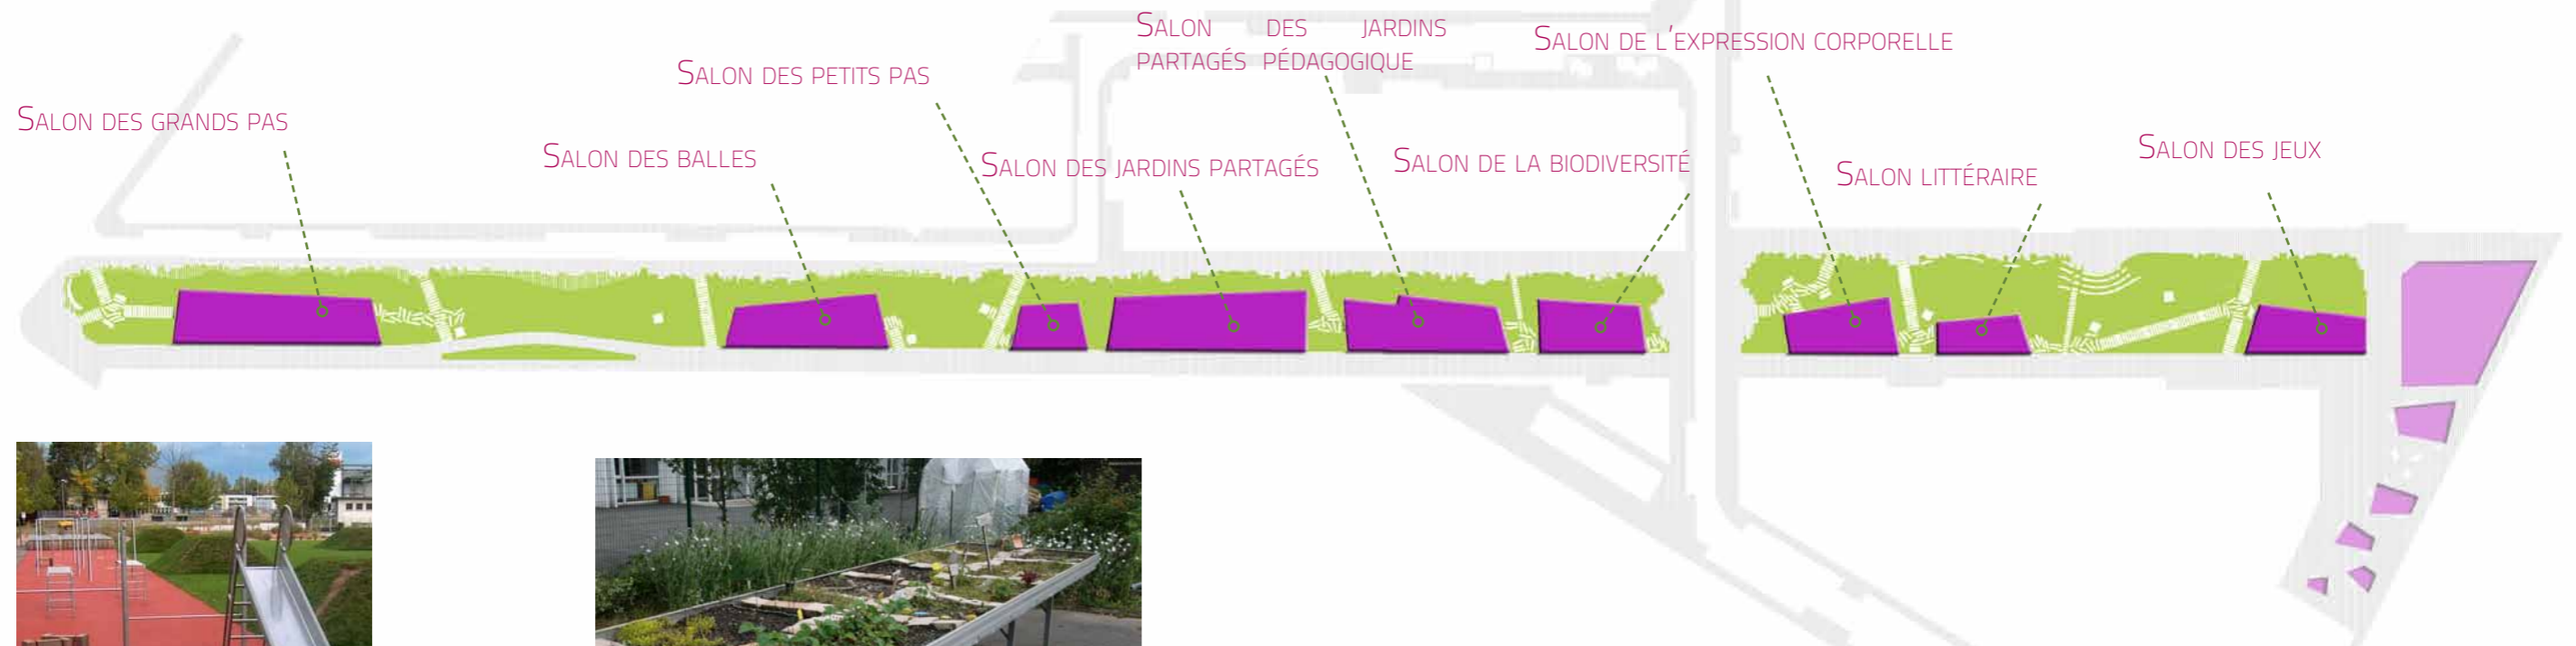 Salon des grands pas
Salon des balles
Salon des petits pas
Salon des jardins partagés
Salon des jardins
partagés pédagogique
Salon de la biodiversité
Salon de l'expression corporelle
Salon littéraire
Salon des jeux